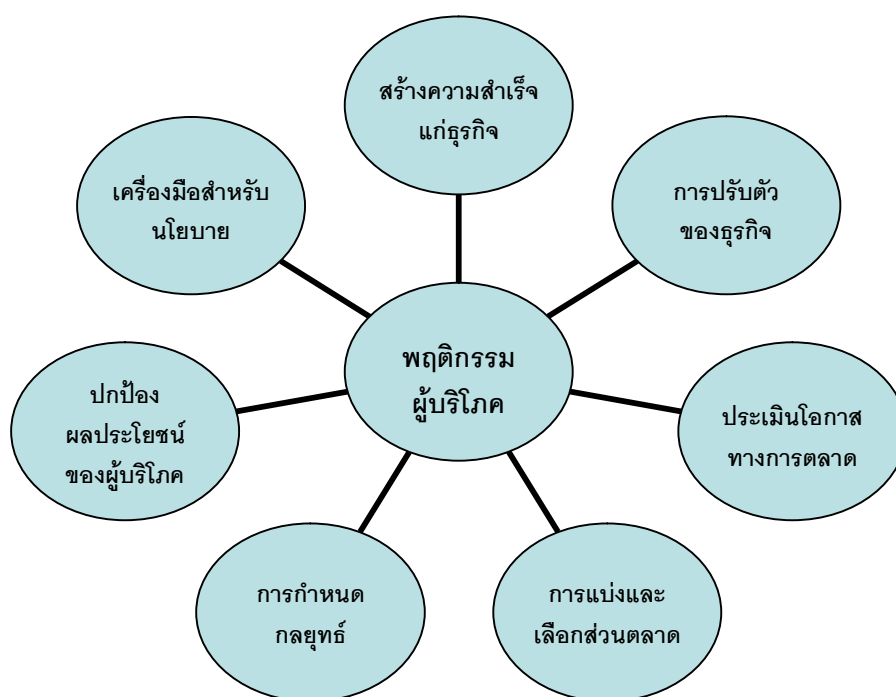 สร้างความสำเร็จ
แก่ธุรกิจ
การปรับตัว
ของธุรกิจ
ประเมินโอกาส
ทางการตลาด
การแบ่งและ
เลือกส่วนตลาด
การกำหนด
กลยุทธ์
ปกป้อง
ผลประโยชน์
ของผู้บริโภค
เครื่องมือสำหรับ
นโยบาย
พฤติกรรม
ผู้บริโภค